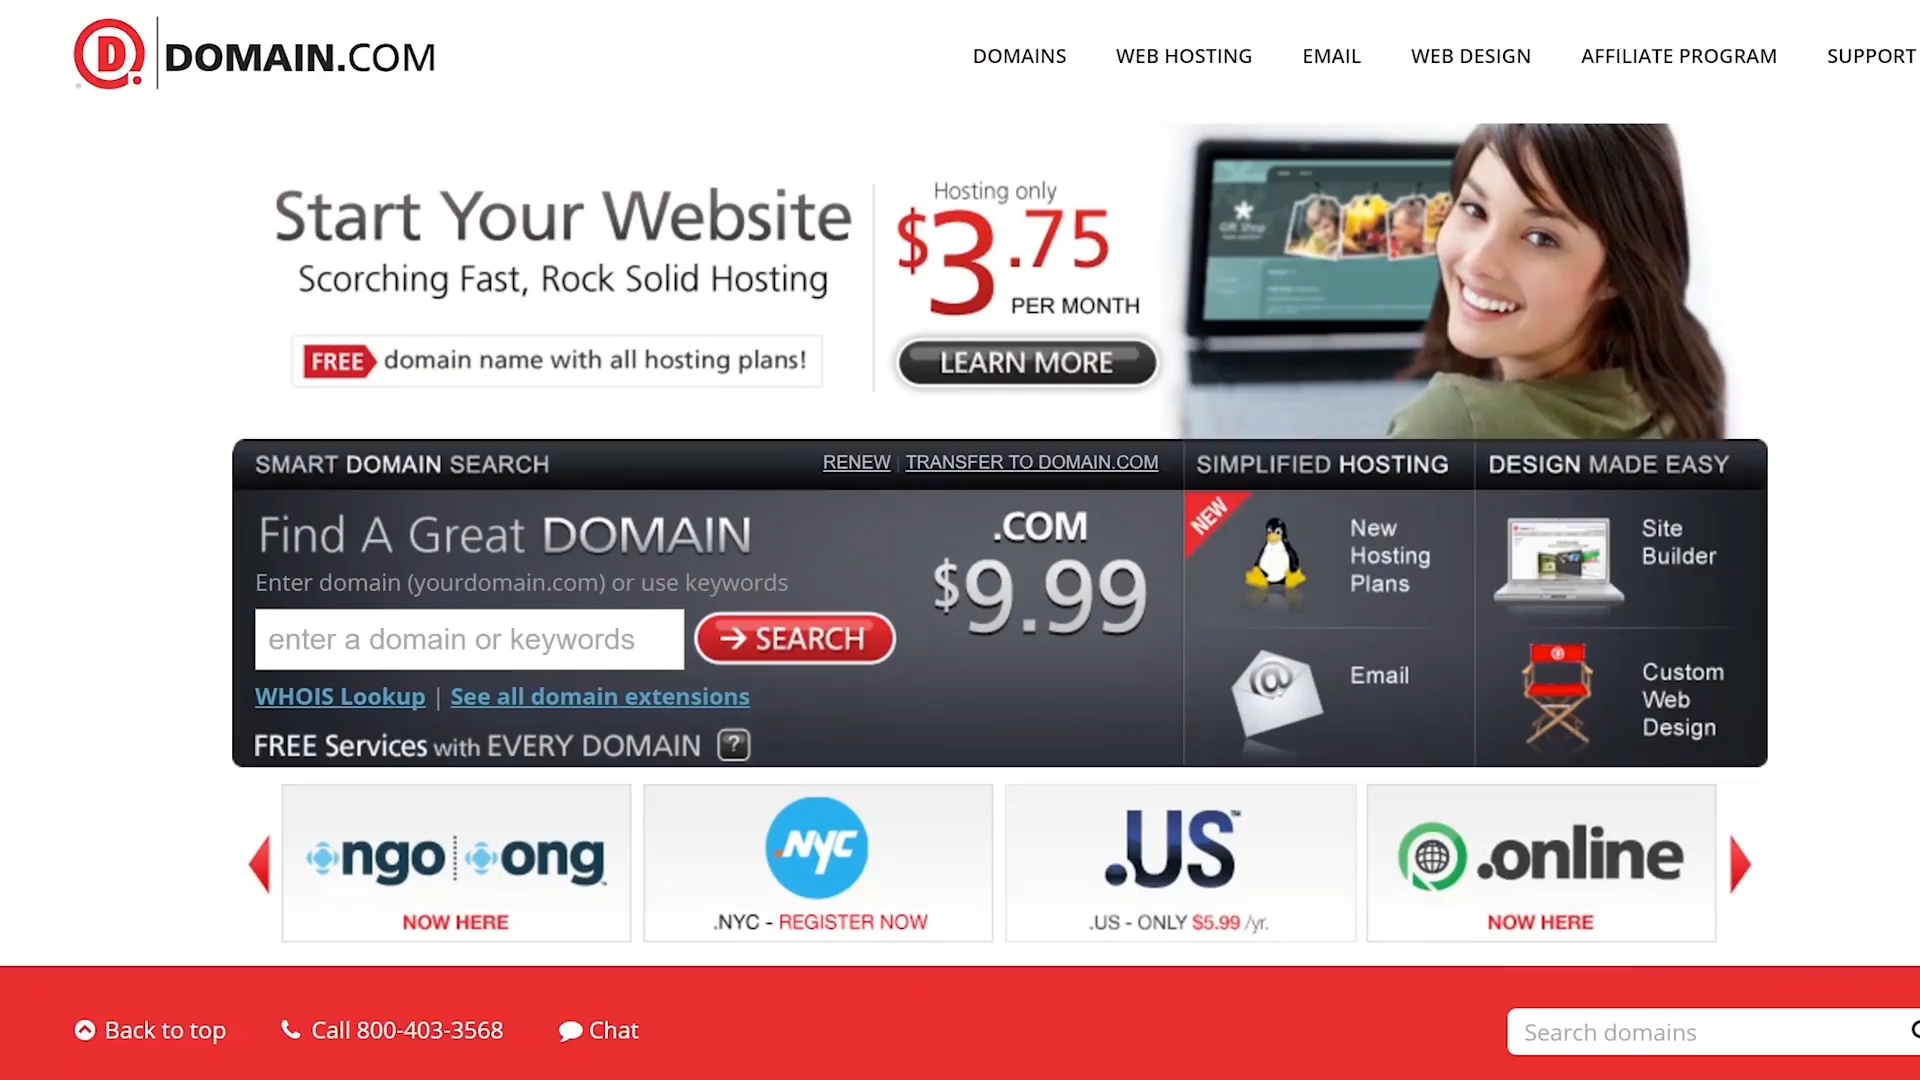 D DOMAIN.COM
DOMAINS WEB HOSTING EMAIL WEB DESIGN AFFILIATE PROGRAM SUPPORT
Start Your Website
Scorching Fast, Rock Solid Hosting
FREE domain name with all hosting plans!
Hosting only
$3.75
PER MONTH
LEARN MORE
Gift Shop
SMART DOMAIN SEARCH
RENEW | TRANSFER TO DOMAIN.COM
Find A Great DOMAIN
Enter domain (yourdomain.com) or use keywords
enter a domain or keywords
SEARCH
WHOIS Lookup | See all domain extensions
FREE Services with EVERY DOMAIN ?
.COM
$9.99
SIMPLIFIED HOSTING
NEW
New
Hosting
Plans
@
Email
DESIGN MADE EASY
Site
Builder
Custom
Web
Design
ngo ong
NOW HERE
.NYC
.NYC - REGISTER NOW
.US™
.US - ONLY $5.99 /yr.
.online
NOW HERE
Back to top Call 800-403-3568 Chat
Search domains